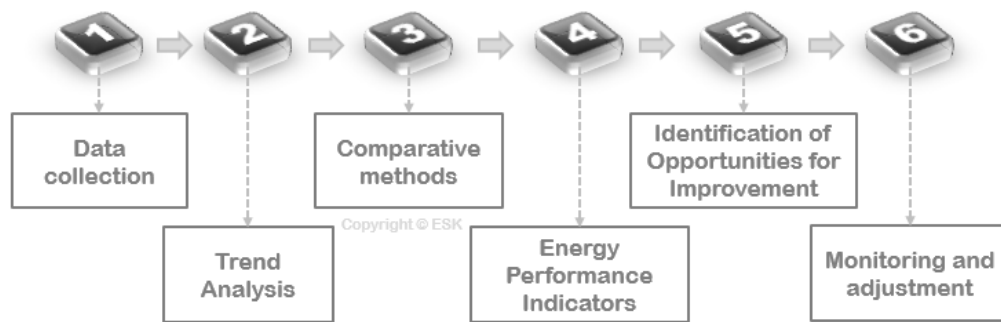 1
2
3
4
5
6
Data
collection
Trend
Analysis
Comparative
methods
Copyright © ESK
Energy
Performance
Indicators
Identification of
Opportunities for
Improvement
Monitoring and
adjustment